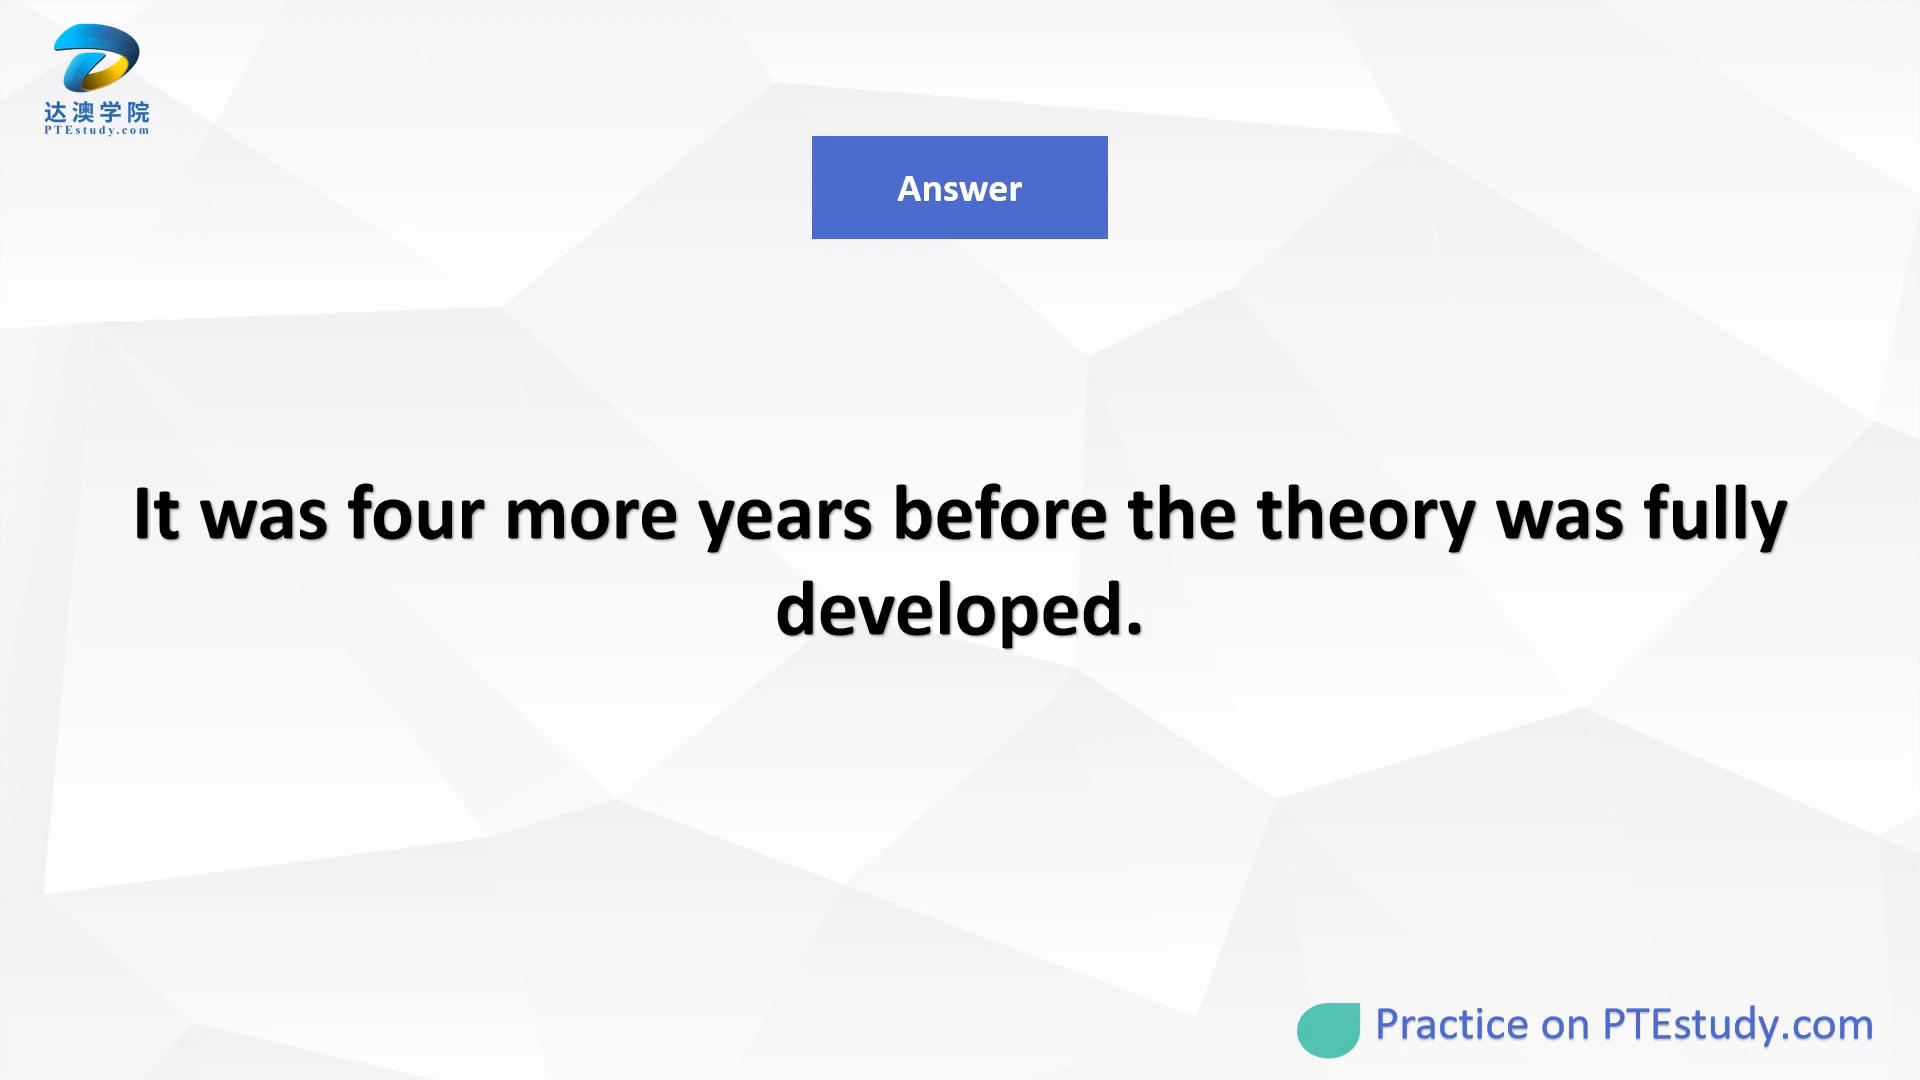 达澳学院
PTEstudy.com
Answer
It was four more years before the theory was fully
developed.
Practice on PTEstudy.com